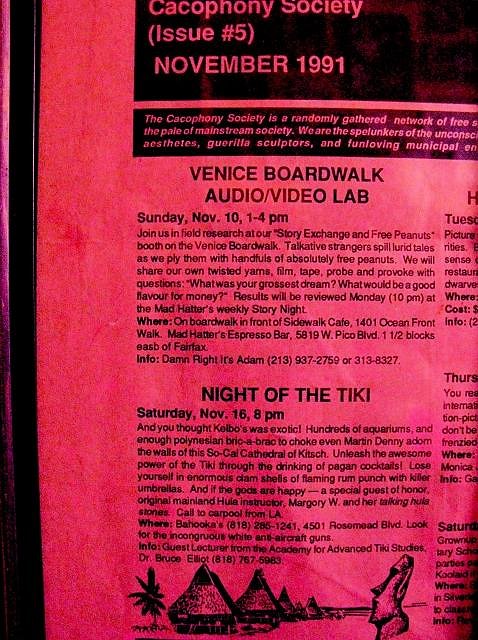 Cacophony Society
(Issue #5)
NOVEMBER 1991
The Cacophony Society is a randomly gathered network of free s
the pale of mainstream society. We are the spelunkers of the unconsci
aesthetes, guerilla sculptors, and funloving municipal en
VENICE BOARDWALK
AUDIO/VIDEO LAB
Sunday, Nov. 10, 1-4 pm
Join us in field research at our "Story Exchange and Free Peanuts"
booth on the Venice Boardwalk. Talkative strangers spill lurid tales
as we ply them with handfuls of absolutely free peanuts. We will
share our own twisted yarns, film, tape, probe and provoke with
questions: "What was your grossest dream? What would be a good
flavour for money?" Results will be reviewed Monday (10 pm) at
the Mad Hatter's weekly Story Night.
Where: On boardwalk in front of Sidewalk Cafe, 1401 Ocean Front
Walk. Mad Hatter's Espresso Bar, 5819 W. Pico Blvd. 1 1/2 blocks
easb of Fairfax.
Info: Damn Right It's Adam (213) 937-2759 or 313-8327.
NIGHT OF THE TIKI
Saturday, Nov. 16, 8 pm
And you thought Kelbo's was exotic! Hundreds of aquariums, and
enough polynesian bric-a-brac to choke even Martin Denny adorn
the walls of this So-Cal Cathedral of Kitsch. Unleash the awesome
power of the Tiki through the drinking of pagan cocktails! Lose
yourself in enormous clam shells of flaming rum punch with killer
umbrellas. And if the gods are happy — a special guest of honor,
original mainland Hula instructor, Margory W. and her talking hula
stones. Call to carpool from LA.
Where: Bahooka's (818) 285-1241, 4501 Rosemead Blvd. Look
for the incongruous white anti-aircraft guns.
Info: Guest Lecturer from the Academy for Advanced Tiki Studies,
Dr. Bruce Elliot (818) 767-5983.
H
Tuesd
Picture
rities. E
sense o
restaur
dwarve
Where:
Cost: $
Info: (2
Thurs
You rea
internati
tion-pict
don't be
frenzied
Where:
Monica
Info: Ga
Saturda
Grownup
tary Scho
parties
Koolaid
Where:
in Silve
to class
Info: